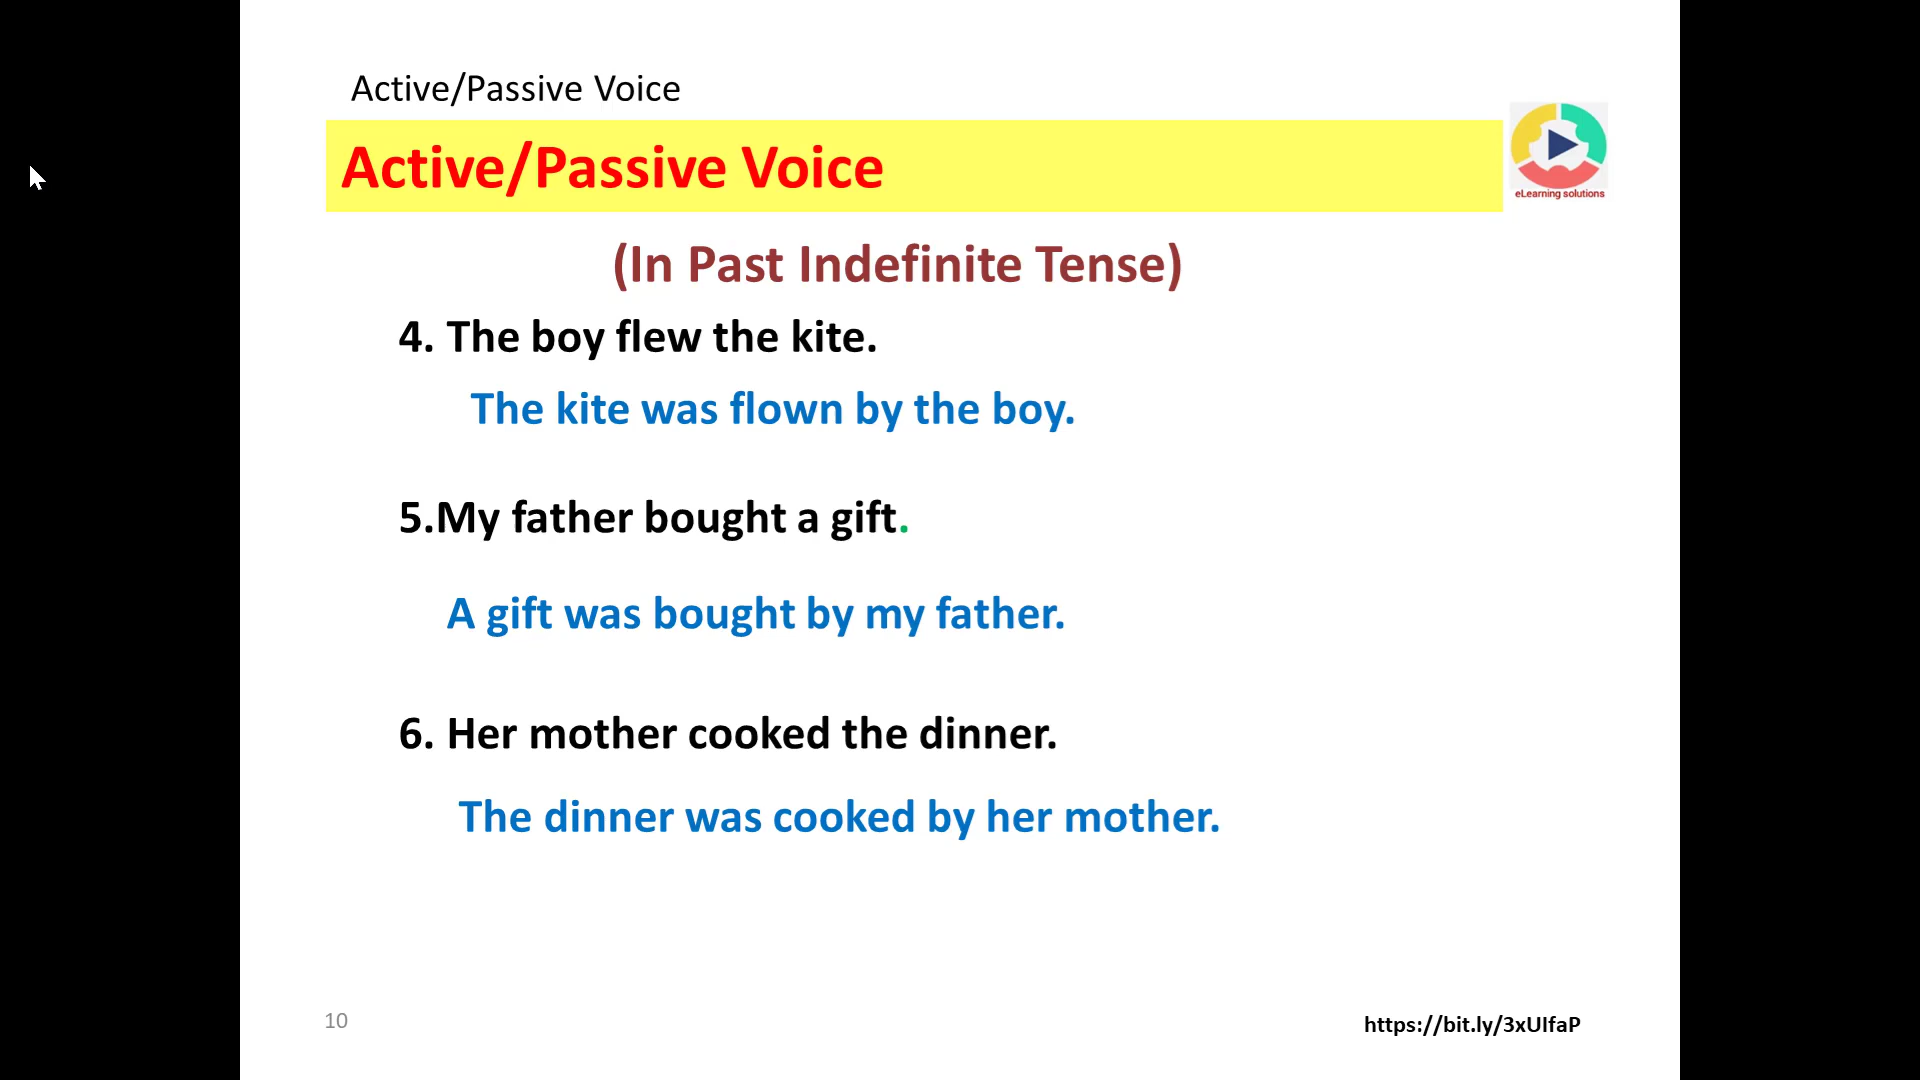 Active/Passive Voice
Active/Passive Voice
eLearning solutions
(In Past Indefinite Tense)
4. The boy flew the kite.
The kite was flown by the boy.
5.My father bought a gift.
A gift was bought by my father.
6. Her mother cooked the dinner.
The dinner was cooked by her mother.
10
https://bit.ly/3xUIfaP